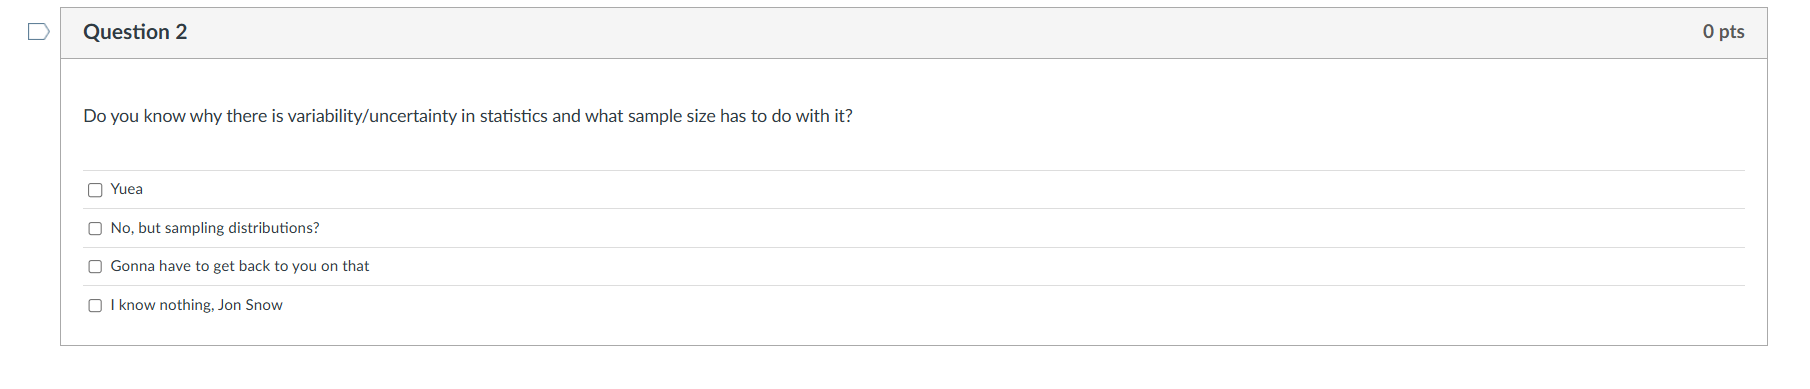 Question 2
0 pts
Do you know why there is variability/uncertainty in statistics and what sample size has to do with it?
Yuea
No, but sampling distributions?
Gonna have to get back to you on that
I know nothing, Jon Snow